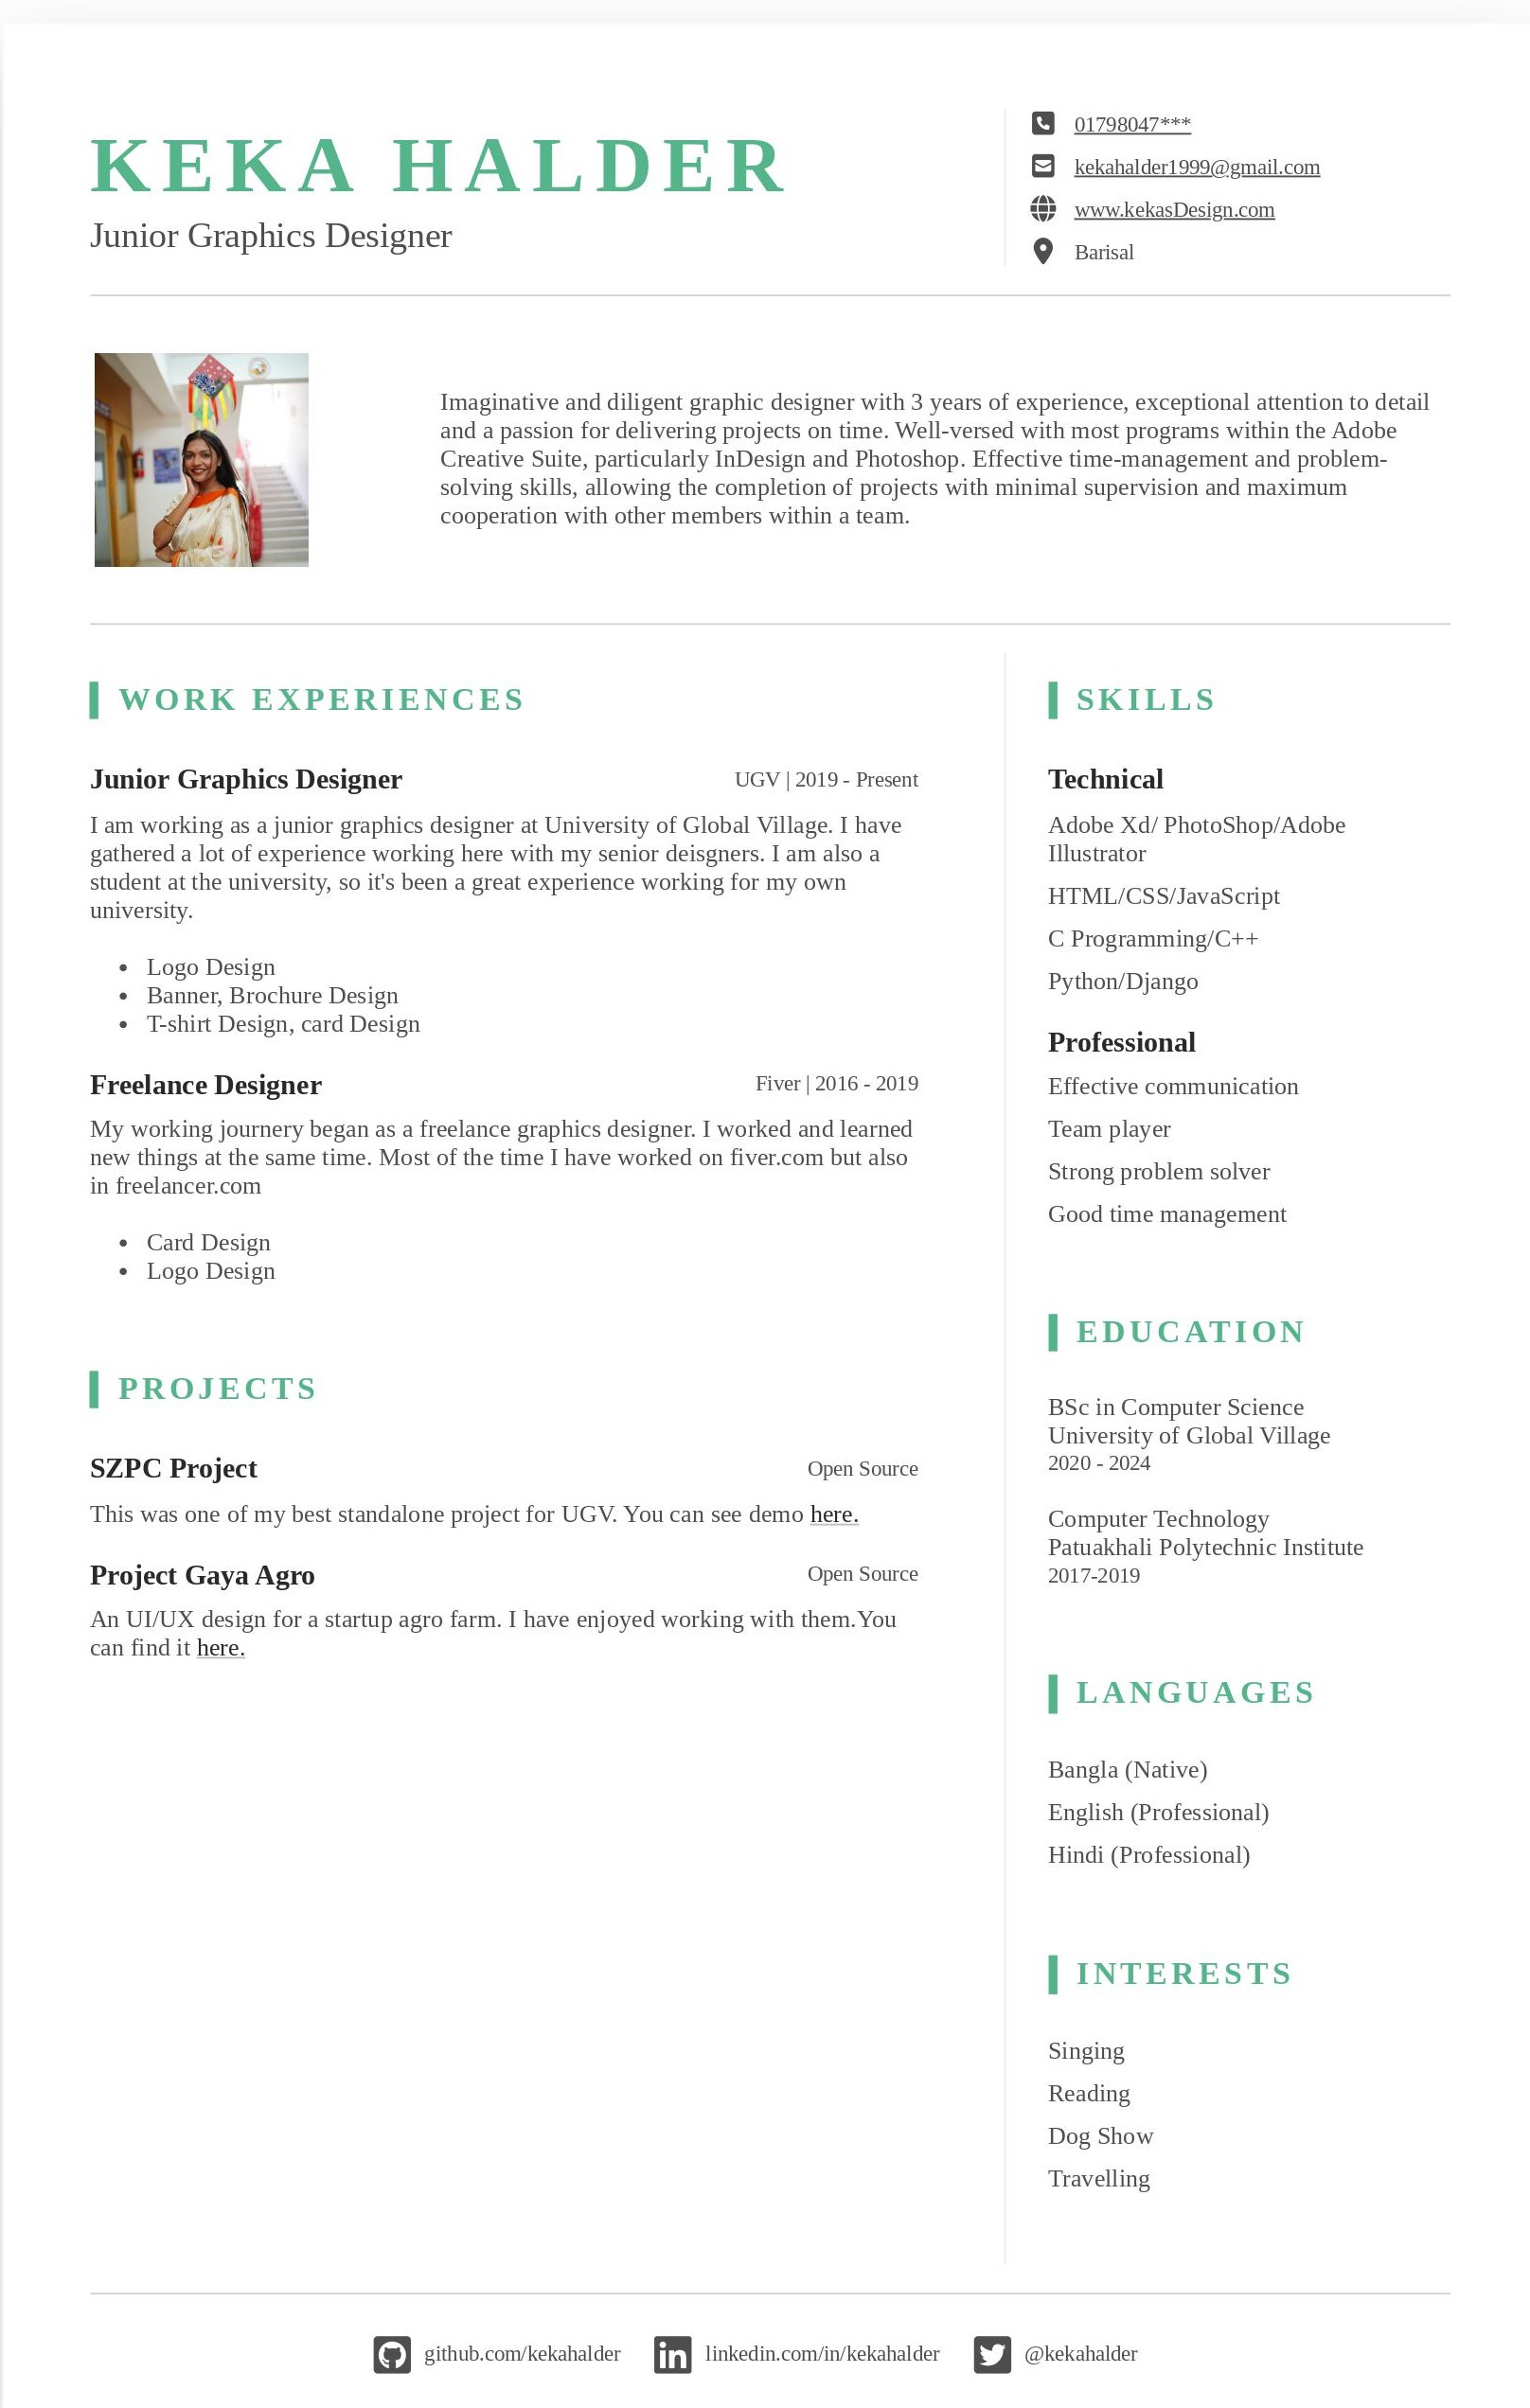 KEKA HALDER
Junior Graphics Designer
01798047***
kekahalder1999@gmail.com
www.kekasDesign.com
Barisal
Imaginative and diligent graphic designer with 3 years of experience, exceptional attention to detail
and a passion for delivering projects on time. Well-versed with most programs within the Adobe
Creative Suite, particularly InDesign and Photoshop. Effective time-management and problem-
solving skills, allowing the completion of projects with minimal supervision and maximum
cooperation with other members within a team.
WORK EXPERIENCES
Junior Graphics Designer
UGV | 2019 - Present
I am working as a junior graphics designer at University of Global Village. I have
gathered a lot of experience working here with my senior deisgners. I am also a
student at the university, so it's been a great experience working for my own
university.
• Logo Design
• Banner, Brochure Design
• T-shirt Design, card Design
Freelance Designer
Fiver | 2016 - 2019
My working journery began as a freelance graphics designer. I worked and learned
new things at the same time. Most of the time I have worked on fiver.com but also
in freelancer.com
• Card Design
• Logo Design
PROJECTS
SZPC Project
Open Source
This was one of my best standalone project for UGV. You can see demo here.
Project Gaya Agro
Open Source
An UI/UX design for a startup agro farm. I have enjoyed working with them.You
can find it here.
SKILLS
Technical
Adobe Xd/ PhotoShop/Adobe
Illustrator
HTML/CSS/JavaScript
C Programming/C++
Python/Django
Professional
Effective communication
Team player
Strong problem solver
Good time management
EDUCATION
BSc in Computer Science
University of Global Village
2020 - 2024
Computer Technology
Patuakhali Polytechnic Institute
2017-2019
LANGUAGES
Bangla (Native)
English (Professional)
Hindi (Professional)
INTERESTS
Singing
Reading
Dog Show
Travelling
github.com/kekahalder
linkedin.com/in/kekahalder
@kekahalder